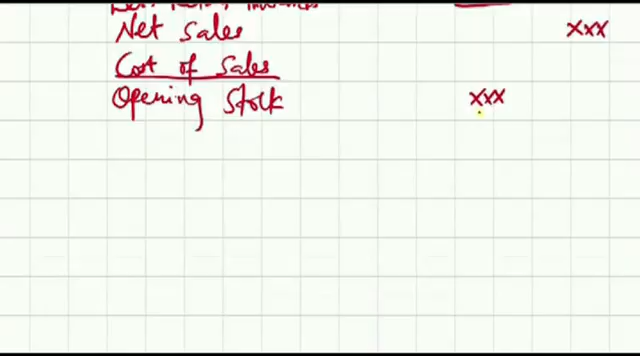 Net Sales xxx
Cost of Sales
Opening Stock xxx